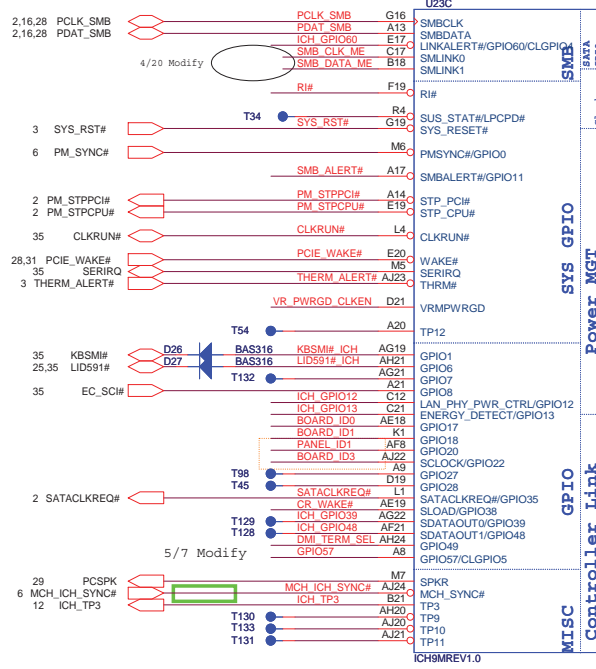 U23C
2,16,28 PCLK_SMB PCLK_SMB G16 SMBCLK
2,16,28 PDAT_SMB PDAT_SMB A13 SMBDATA
ICH_GPIO60 E17 LINKALERT#/GPIO60/CLGPIO4
4/20 Modify SMB_CLK_ME C17 SMLINK0
SMB_DATA_ME B18 SMLINK1
SMB
SATA
RI# F19 RI#
T34 R4 SUS_STAT#/LPCPD#
3 SYS_RST# SYS_RST# G19 SYS_RESET#
6 PM_SYNC# M6 PMSYNC#/GPIO0
SMB_ALERT# A17 SMBALERT#/GPIO11
2 PM_STPPCI# PM_STPPCI# A14 STP_PCI#
2 PM_STPCPU# PM_STPCPU# E19 STP_CPU#
35 CLKRUN# CLKRUN# L4 CLKRUN#
28,31 PCIE_WAKE# PCIE_WAKE# E20 WAKE#
35 SERIRQ M5 SERIRQ
3 THERM_ALERT# THERM_ALERT# AJ23 THRM#
VR_PWRGD_CLKEN D21 VRMPWRGD
T54 A20 TP12
SYS GPIO
Power MGT
35 KBSMI# D26 BAS316 KBSMI#_ICH AG19 GPIO1
25,35 LID591# D27 BAS316 LID591#_ICH AH21 GPIO6
T132 AG21 GPIO7
35 EC_SCI# A21 GPIO8
ICH_GPIO12 C12 LAN_PHY_PWR_CTRL/GPIO12
ICH_GPIO13 C21 ENERGY_DETECT/GPIO13
BOARD_ID0 AE18 GPIO17
BOARD_ID1 K1 GPIO18
PANEL_ID1 AF8 GPIO20
BOARD_ID3 AJ22 SCLOCK/GPIO22
T98 A9 GPIO27
T45 D19 GPIO28
2 SATACLKREQ# SATACLKREQ# L1 SATACLKREQ#/GPIO35
CR_WAKE# AE19 SLOAD/GPIO38
T129 ICH_GPIO39 AG22 SDATAOUT0/GPIO39
T128 ICH_GPIO48 AF21 SDATAOUT1/GPIO48
DMI_TERM_SEL AH24 GPIO49
5/7 Modify GPIO57 A8 GPIO57/CLGPIO5
GPIO
Controller Link
29 PCSPK M7 SPKR
6 MCH_ICH_SYNC# MCH_ICH_SYNC# AJ24 MCH_SYNC#
12 ICH_TP3 ICH_TP3 B21 TP3
T130 AH20 TP9
T133 AJ20 TP10
T131 AJ21 TP11
MISC
ICH9MREV1.0